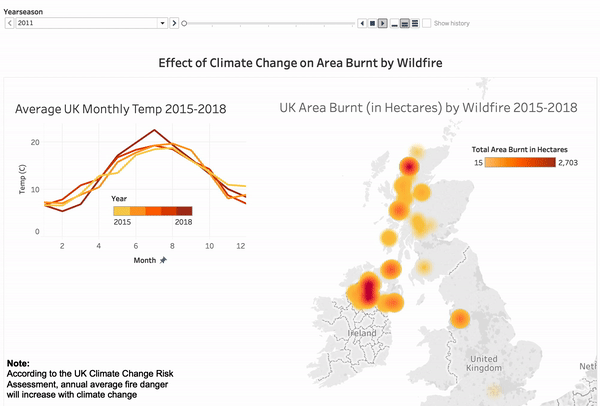 Yearseason
2011
Show history
Effect of Climate Change on Area Burnt by Wildfire
Average UK Monthly Temp 2015-2018
UK Area Burnt (in Hectares) by Wildfire 2015-2018
Total Area Burnt in Hectares
15
2,703
20
10
0
Temp (C)
Year
2015
2018
2
4
6
8
10
12
Month
Ireland
United
Kingdom
Neth
Note:
According to the UK Climate Change Risk
Assessment, annual average fire danger
will increase with climate change